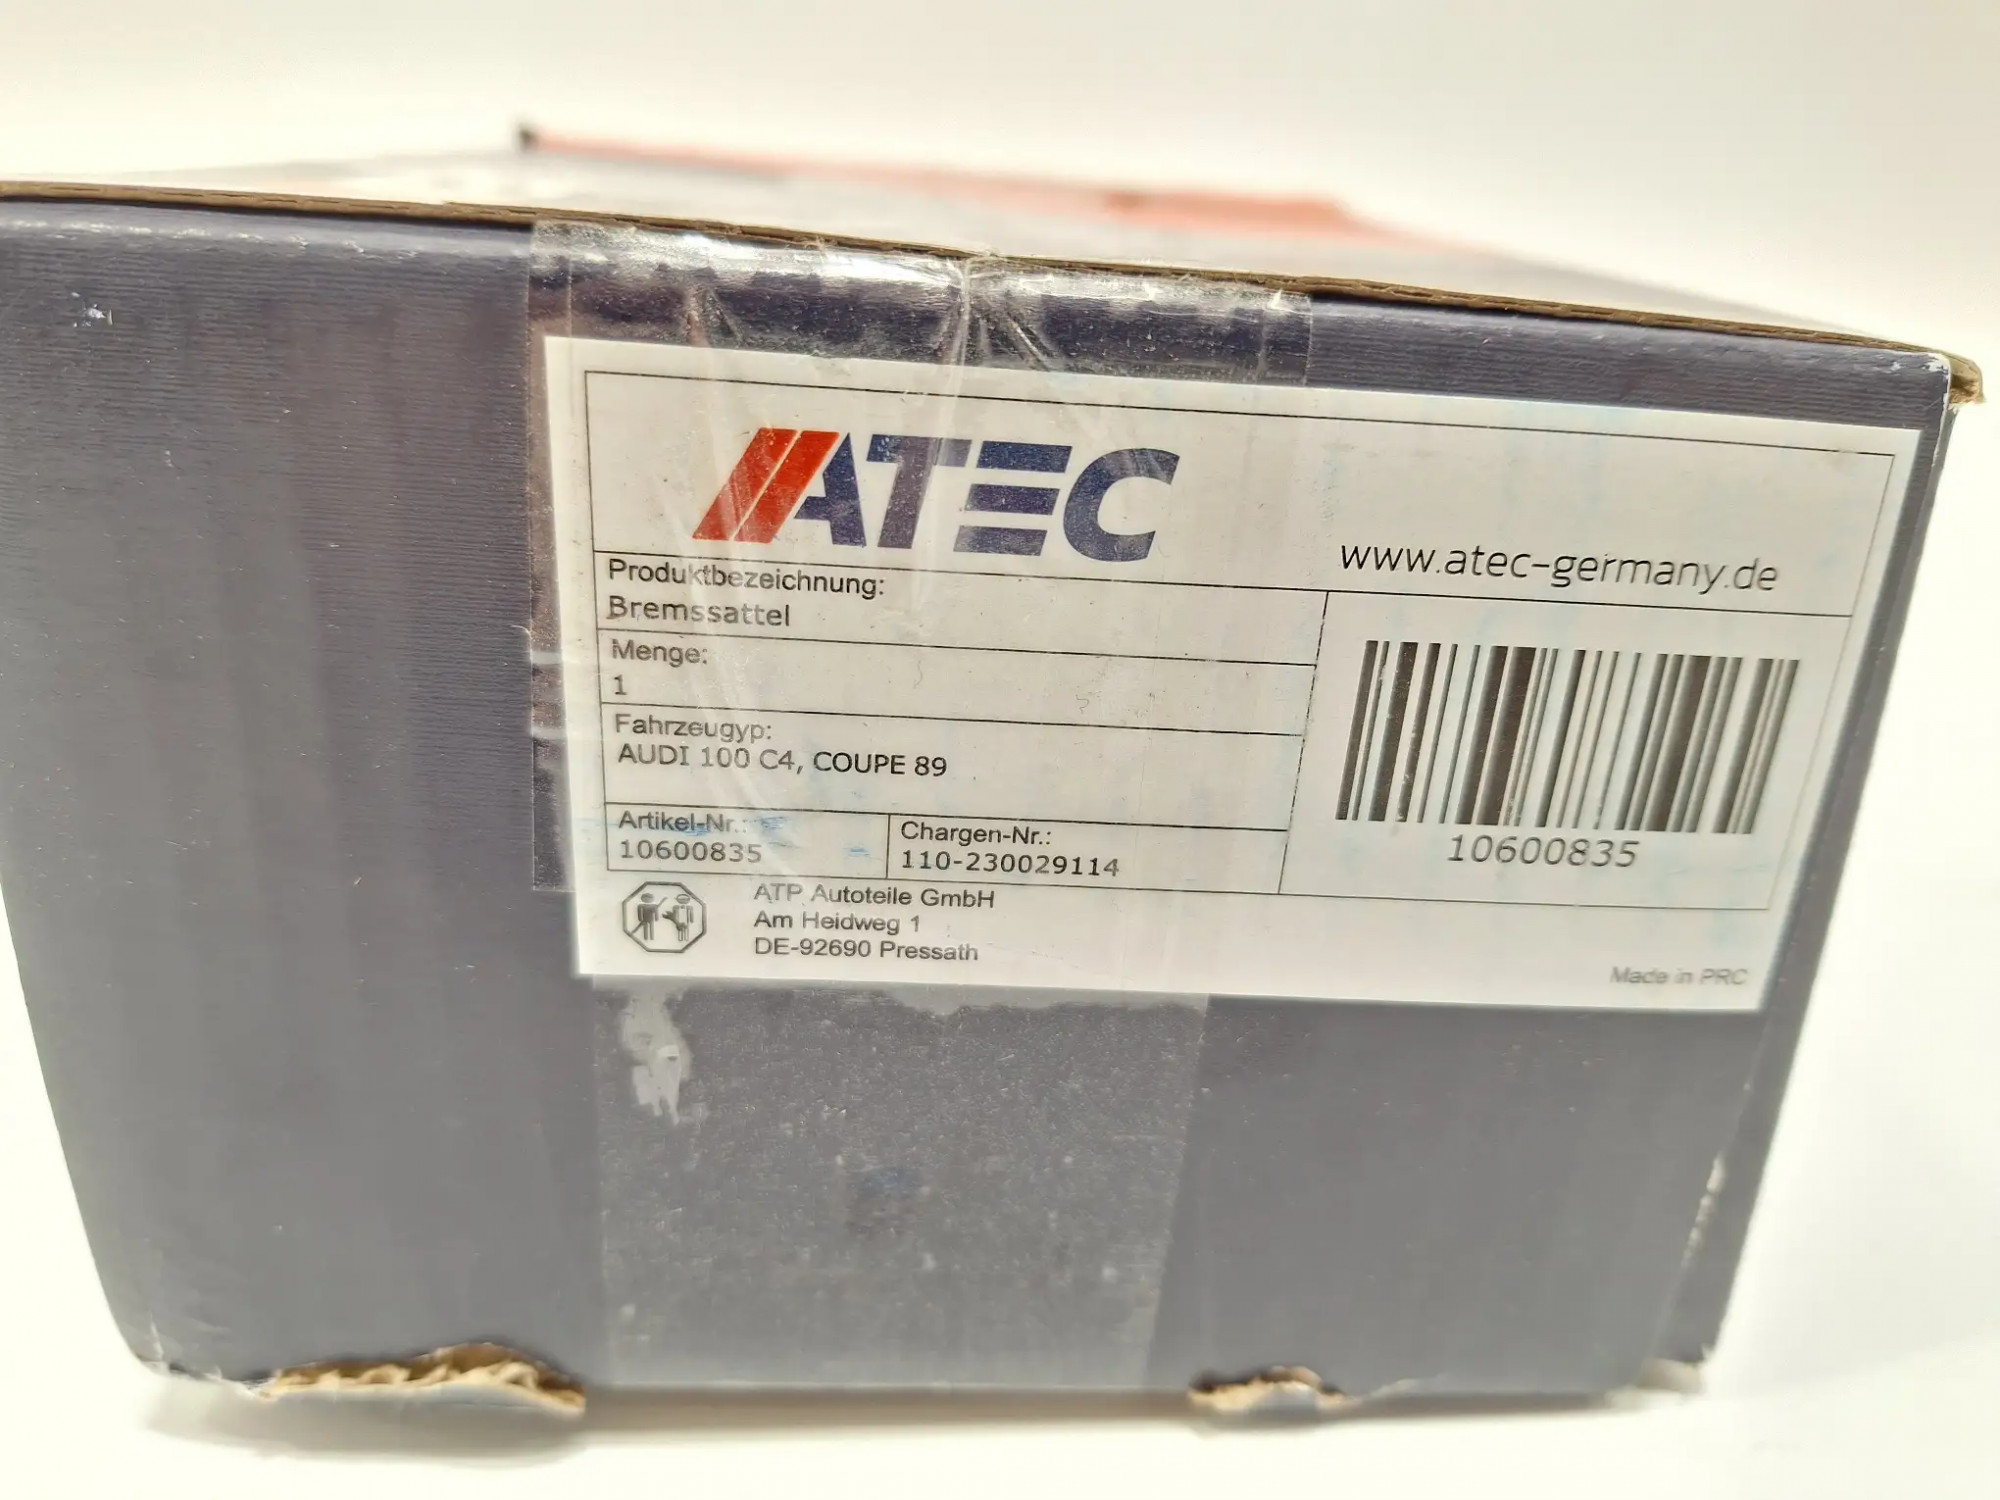 ATEC
www.atec-germany.de
Produktbezeichnung:
Bremssattel
Menge:
1
Fahrzeugyp:
AUDI 100 C4, COUPE 89
Artikel-Nr.:
10600835
Chargen-Nr.:
110-230029114
10600835
ATP Autoteile GmbH
Am Heidweg 1
DE-92690 Pressath
Made in PRC